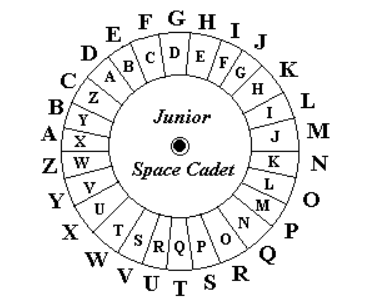 A B C D E F G H I J K L M N O P Q R S T U V W X Y Z
X Y Z A B C D E F G H I J K L M N O P Q R S T U V W
Junior
Space Cadet